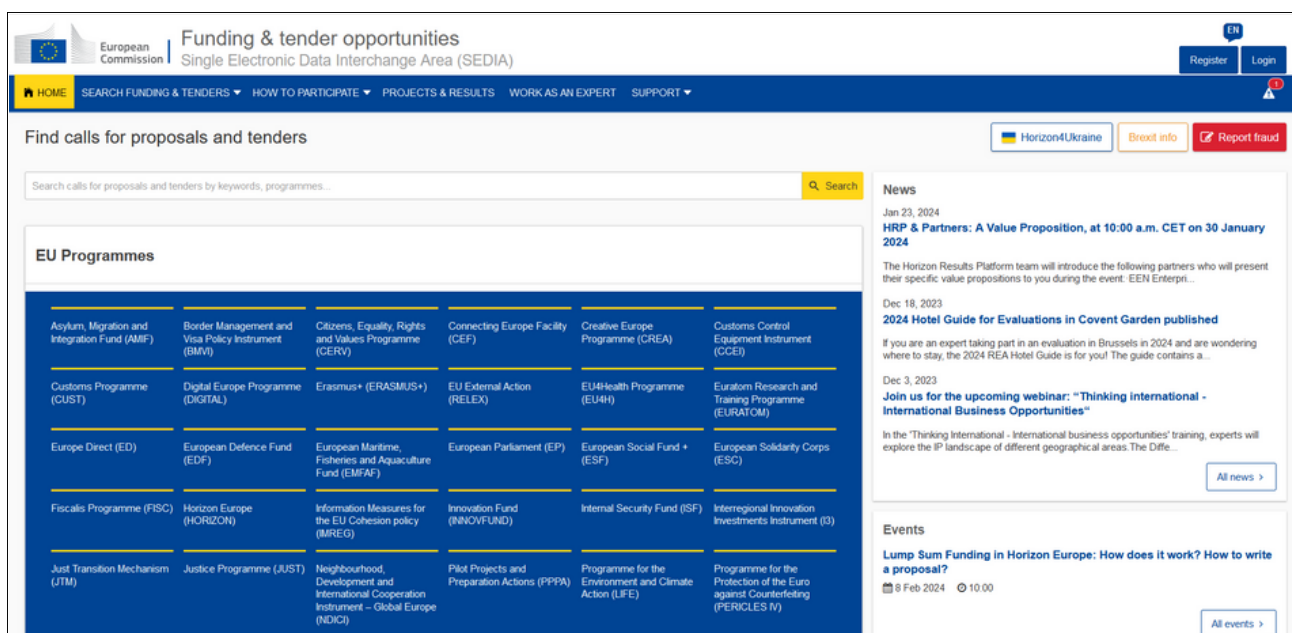 European
Commission
Funding & tender opportunities
Single Electronic Data Interchange Area (SEDIA)
EN
Register
Login
HOME
SEARCH FUNDING & TENDERS
HOW TO PARTICIPATE
PROJECTS & RESULTS
WORK AS AN EXPERT
SUPPORT
1
Find calls for proposals and tenders
Horizon4Ukraine
Brexit info
Report fraud
Search calls for proposals and tenders by keywords, programmes...
Search
EU Programmes
Asylum, Migration and
Integration Fund (AMIF)
Border Management and
Visa Policy Instrument
(BMVI)
Citizens, Equality, Rights
and Values Programme
(CERV)
Connecting Europe Facility
(CEF)
Creative Europe
Programme (CREA)
Customs Control
Equipment Instrument
(CCEI)
Customs Programme
(CUST)
Digital Europe Programme
(DIGITAL)
Erasmus+ (ERASMUS+)
EU External Action
(RELEX)
EU4Health Programme
(EU4H)
Euratom Research and
Training Programme
(EURATOM)
Europe Direct (ED)
European Defence Fund
(EDF)
European Maritime,
Fisheries and Aquaculture
Fund (EMFAF)
European Parliament (EP)
European Social Fund +
(ESF)
European Solidarity Corps
(ESC)
Fiscalis Programme (FISC)
Horizon Europe
(HORIZON)
Information Measures for
the EU Cohesion policy
(IMREG)
Innovation Fund
(INNOVFUND)
Internal Security Fund (ISF)
Interregional Innovation
Investments Instrument (I3)
Just Transition Mechanism
(JTM)
Justice Programme (JUST)
Neighbourhood,
Development and
International Cooperation
Instrument – Global Europe
(NDICI)
Pilot Projects and
Preparation Actions (PPPA)
Programme for the
Environment and Climate
Action (LIFE)
Programme for the
Protection of the Euro
against Counterfeiting
(PERICLES IV)
News
Jan 23, 2024
HRP & Partners: A Value Proposition, at 10:00 a.m. CET on 30 January
2024
The Horizon Results Platform team will introduce the following partners who will present
their specific value propositions to you during the event: EEN Enterpri...
Dec 18, 2023
2024 Hotel Guide for Evaluations in Covent Garden published
If you are an expert taking part in an evaluation in Brussels in 2024 and are wondering
where to stay, the 2024 REA Hotel Guide is for you! The guide contains a...
Dec 3, 2023
Join us for the upcoming webinar: “Thinking international -
International Business Opportunities“
In the 'Thinking International - International business opportunities' training, experts will
explore the IP landscape of different geographical areas.The Diffe...
All news >
Events
Lump Sum Funding in Horizon Europe: How does it work? How to write
a proposal?
8 Feb 2024 10:00
All events >